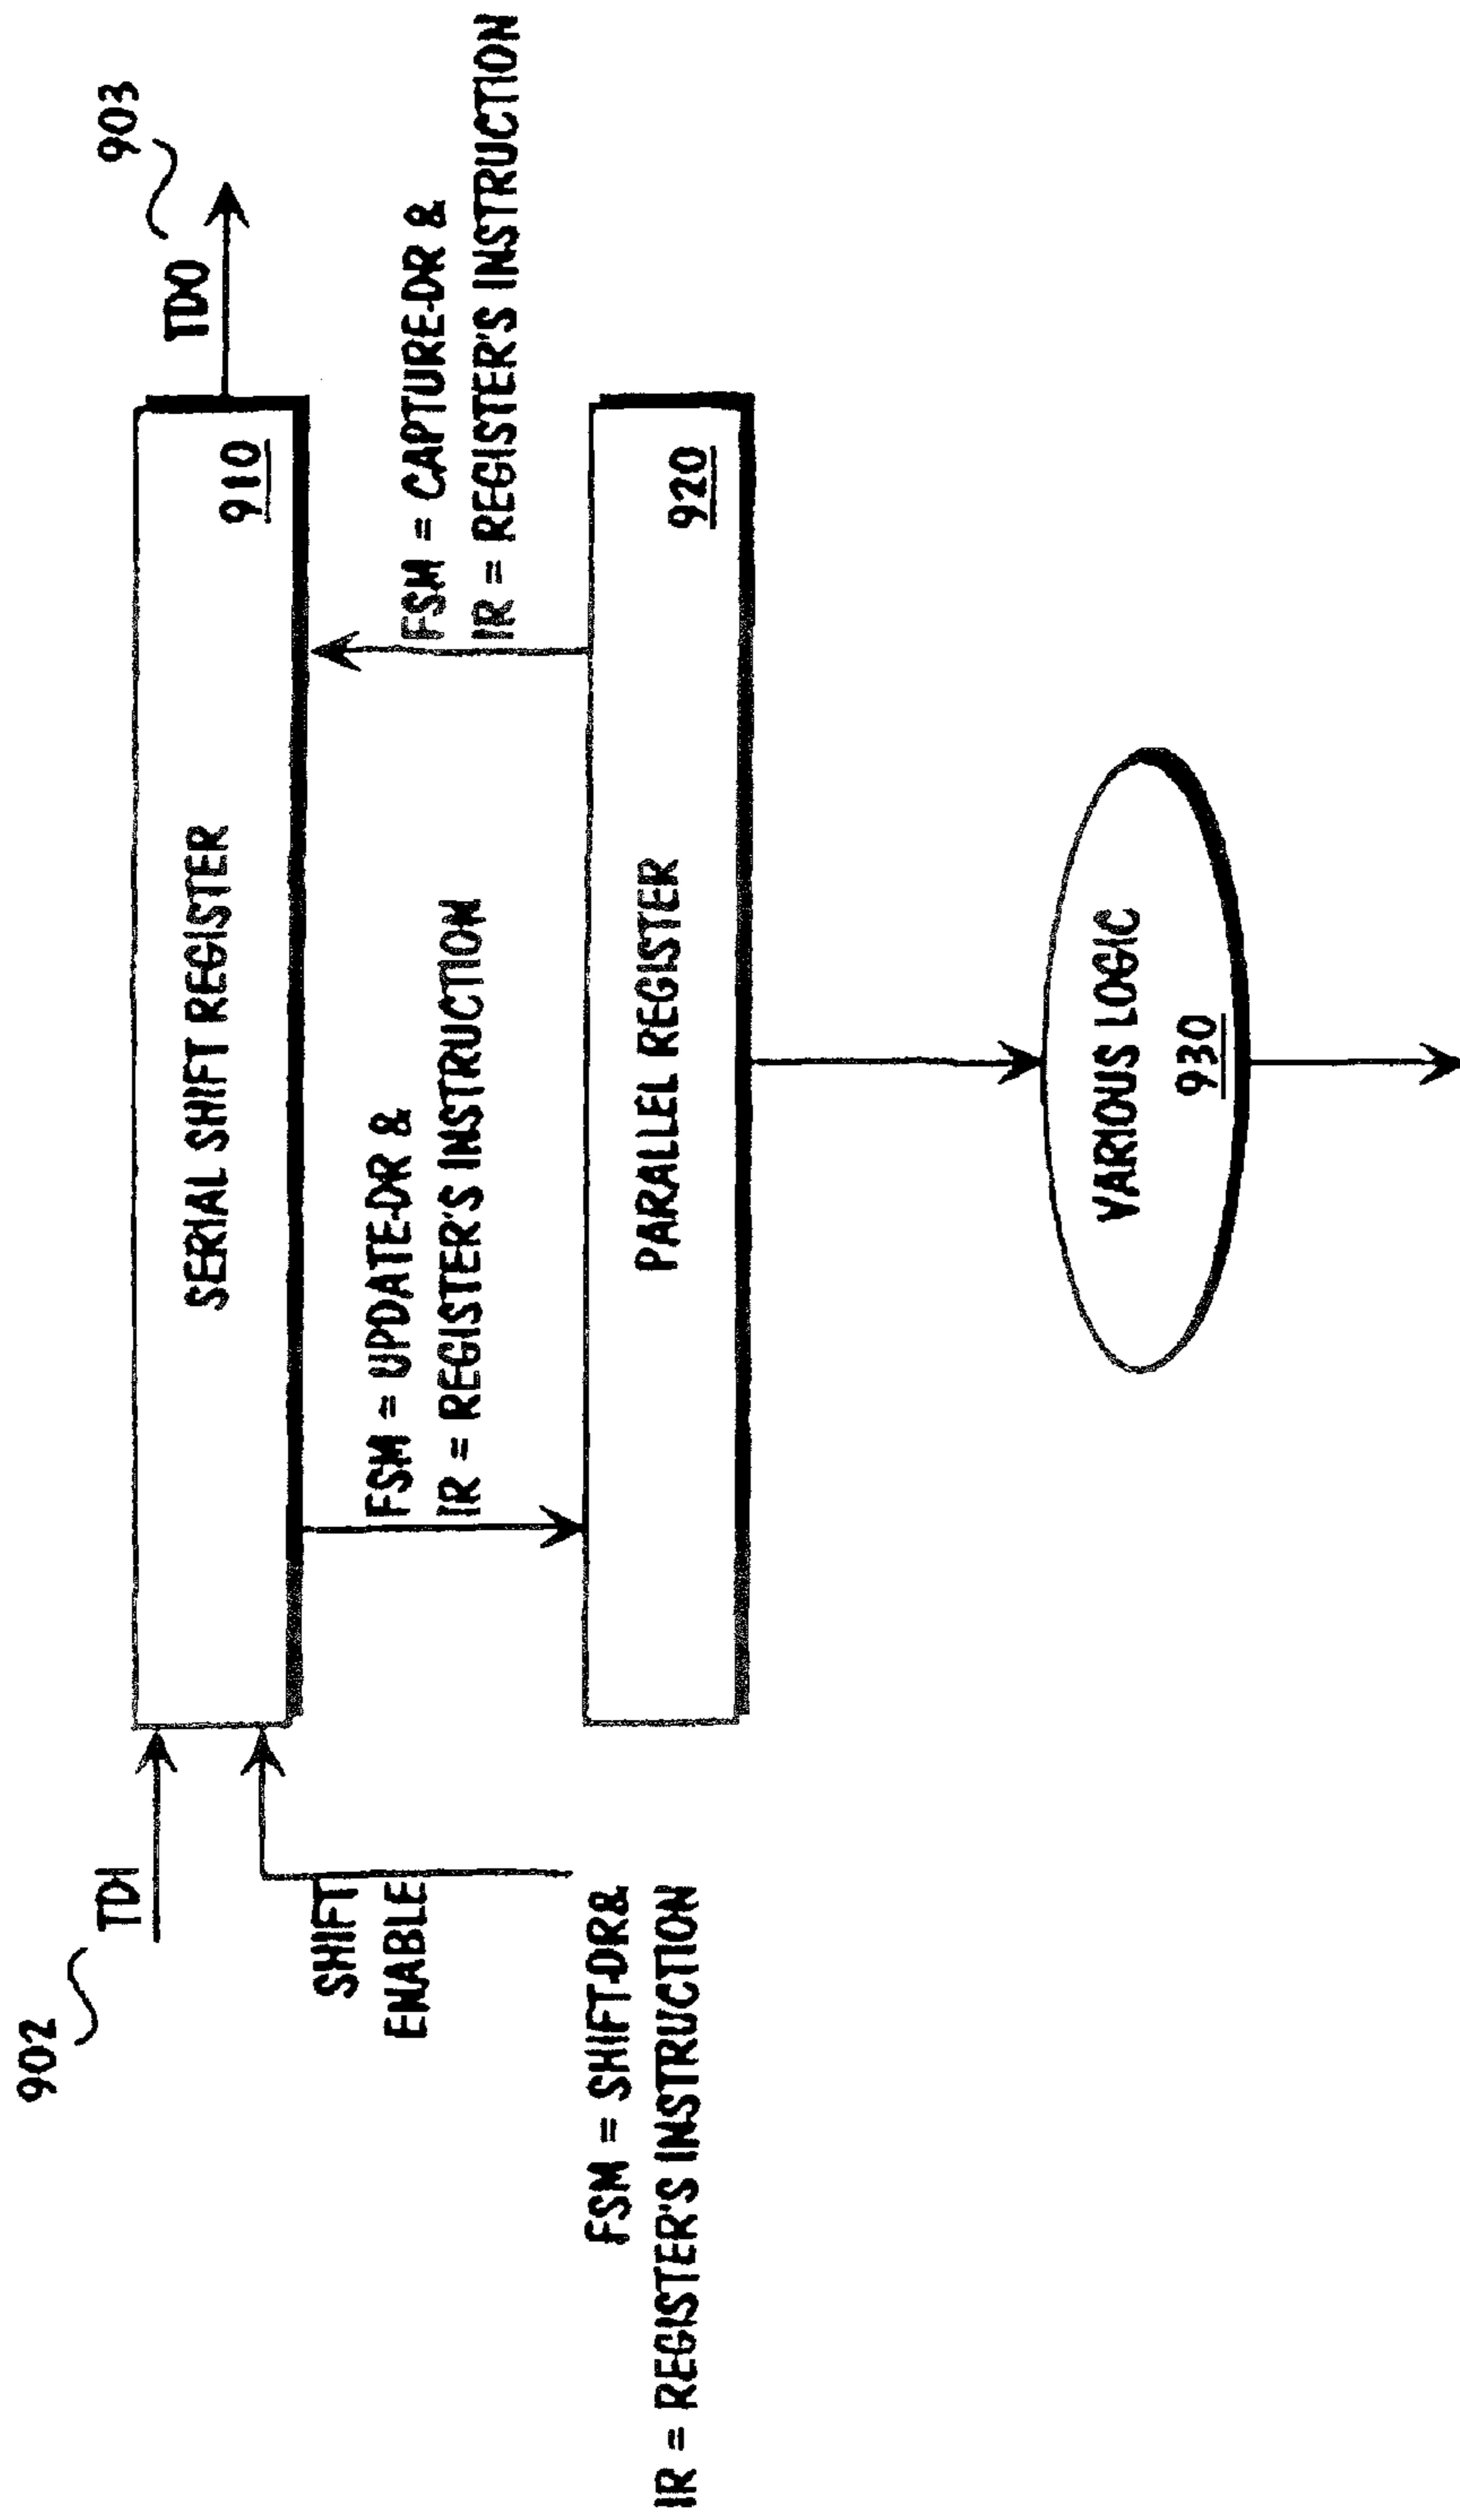 902
TDI
SHIFT
ENABLE
FSM = SHIFT-DR&
IR = REGISTER'S INSTRUCTION
SERIAL SHIFT REGISTER
910
TDO
903
FSM = UPDATE-DR &
IR = REGISTER'S INSTRUCTION
FSM = CAPTURE-DR &
IR = REGISTER'S INSTRUCTION
PARALLEL REGISTER
920
VARIOUS LOGIC
930